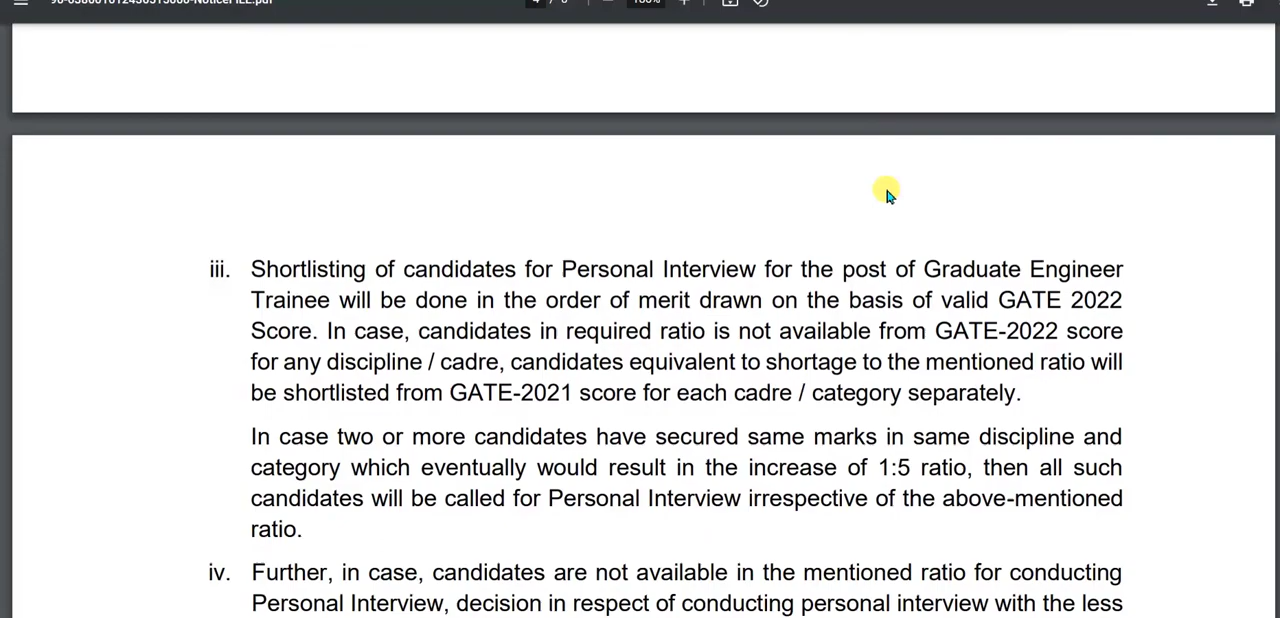 iii. Shortlisting of candidates for Personal Interview for the post of Graduate Engineer
Trainee will be done in the order of merit drawn on the basis of valid GATE 2022
Score. In case, candidates in required ratio is not available from GATE-2022 score
for any discipline / cadre, candidates equivalent to shortage to the mentioned ratio will
be shortlisted from GATE-2021 score for each cadre / category separately.
In case two or more candidates have secured same marks in same discipline and
category which eventually would result in the increase of 1:5 ratio, then all such
candidates will be called for Personal Interview irrespective of the above-mentioned
ratio.
iv. Further, in case, candidates are not available in the mentioned ratio for conducting
Personal Interview, decision in respect of conducting personal interview with the less